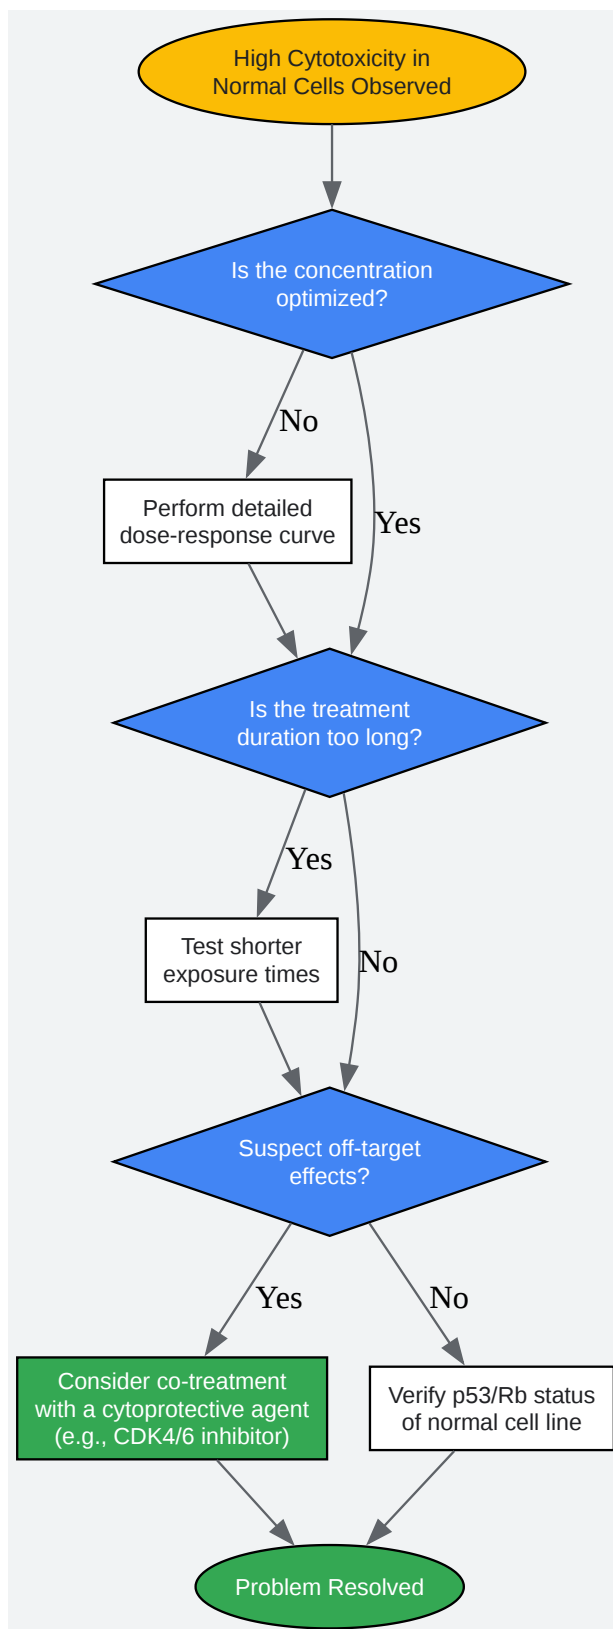 High Cytotoxicity in
Normal Cells Observed
Is the concentration
optimized?
No
Perform detailed
dose-response curve
Yes
Is the treatment
duration too long?
Yes
Test shorter
exposure times
No
Suspect off-target
effects?
Yes
No
Consider co-treatment
with a cytoprotective agent
(e.g., CDK4/6 inhibitor)
Verify p53/Rb status
of normal cell line
Problem Resolved